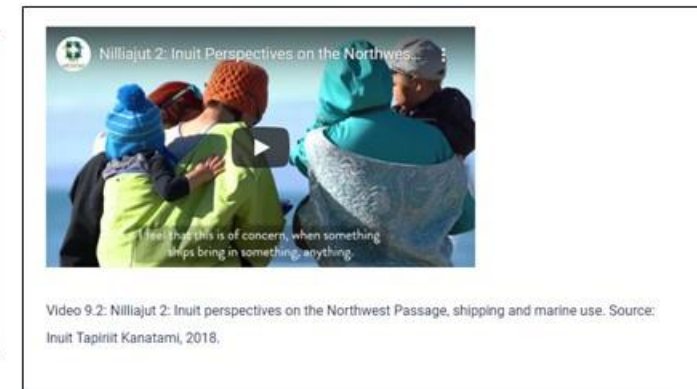 Nilliajut 2: Inuit Perspectives on the Northwes...
I feel that this is of concern, when something
ships bring in something, anything.
Video 9.2: Nilliajut 2: Inuit perspectives on the Northwest Passage, shipping and marine use. Source:
Inuit Tapiriit Kanatami, 2018.